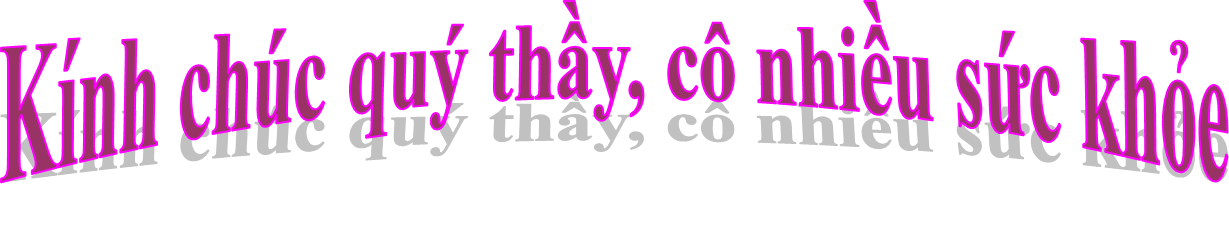 Kính chúc quý thầy, cô nhiều sức khỏe